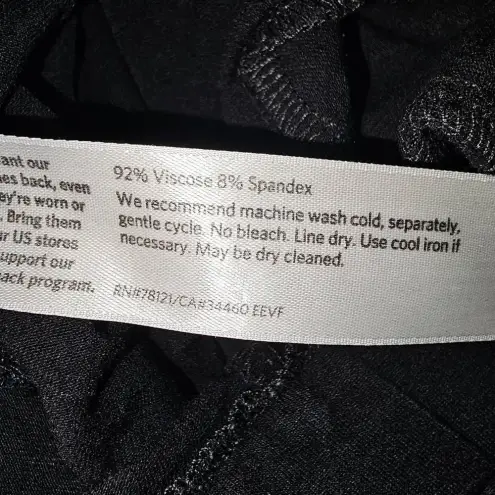 ant our
es back, even
ey're worn or
. Bring them
r US stores
upport our
ack program.
92% Viscose 8% Spandex
We recommend machine wash cold, separately,
gentle cycle. No bleach. Line dry. Use cool iron if
necessary. May be dry cleaned.
RN#78121/CA#34460 EEVF